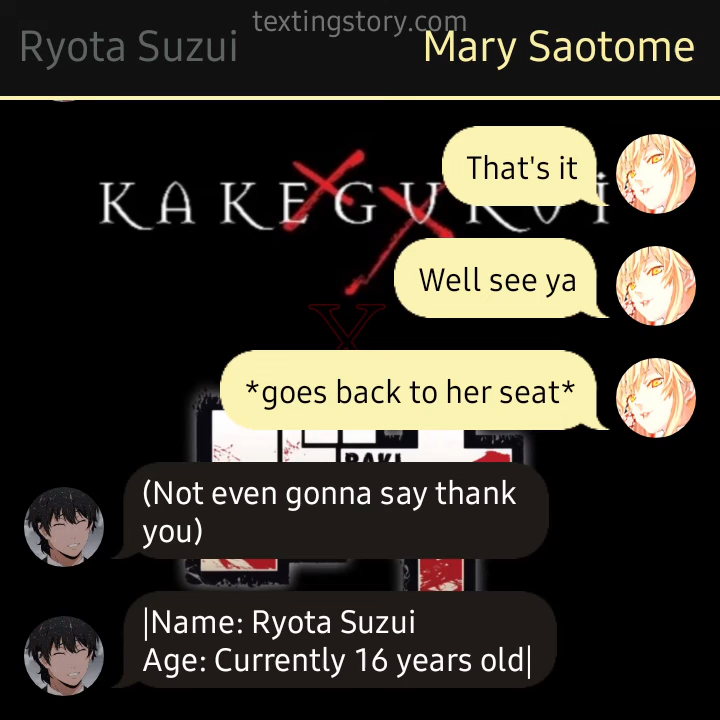 textingstory.com
Ryota Suzui
Mary Saotome
That's it
KAKEGURUI
Well see ya
X
*goes back to her seat*
(Not even gonna say thank
you)
|Name: Ryota Suzui
Age: Currently 16 years old|